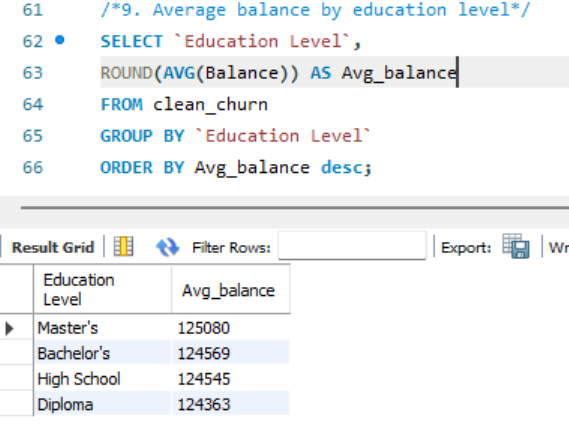 61 /*9. Average balance by education level*/
62 SELECT `Education Level`,
63 ROUND(AVG(Balance)) AS Avg_balance
64 FROM clean_churn
65 GROUP BY `Education Level`
66 ORDER BY Avg_balance desc;
Result Grid Filter Rows: Export: Wr
Education Level Avg_balance
Master's 125080
Bachelor's 124569
High School 124545
Diploma 124363